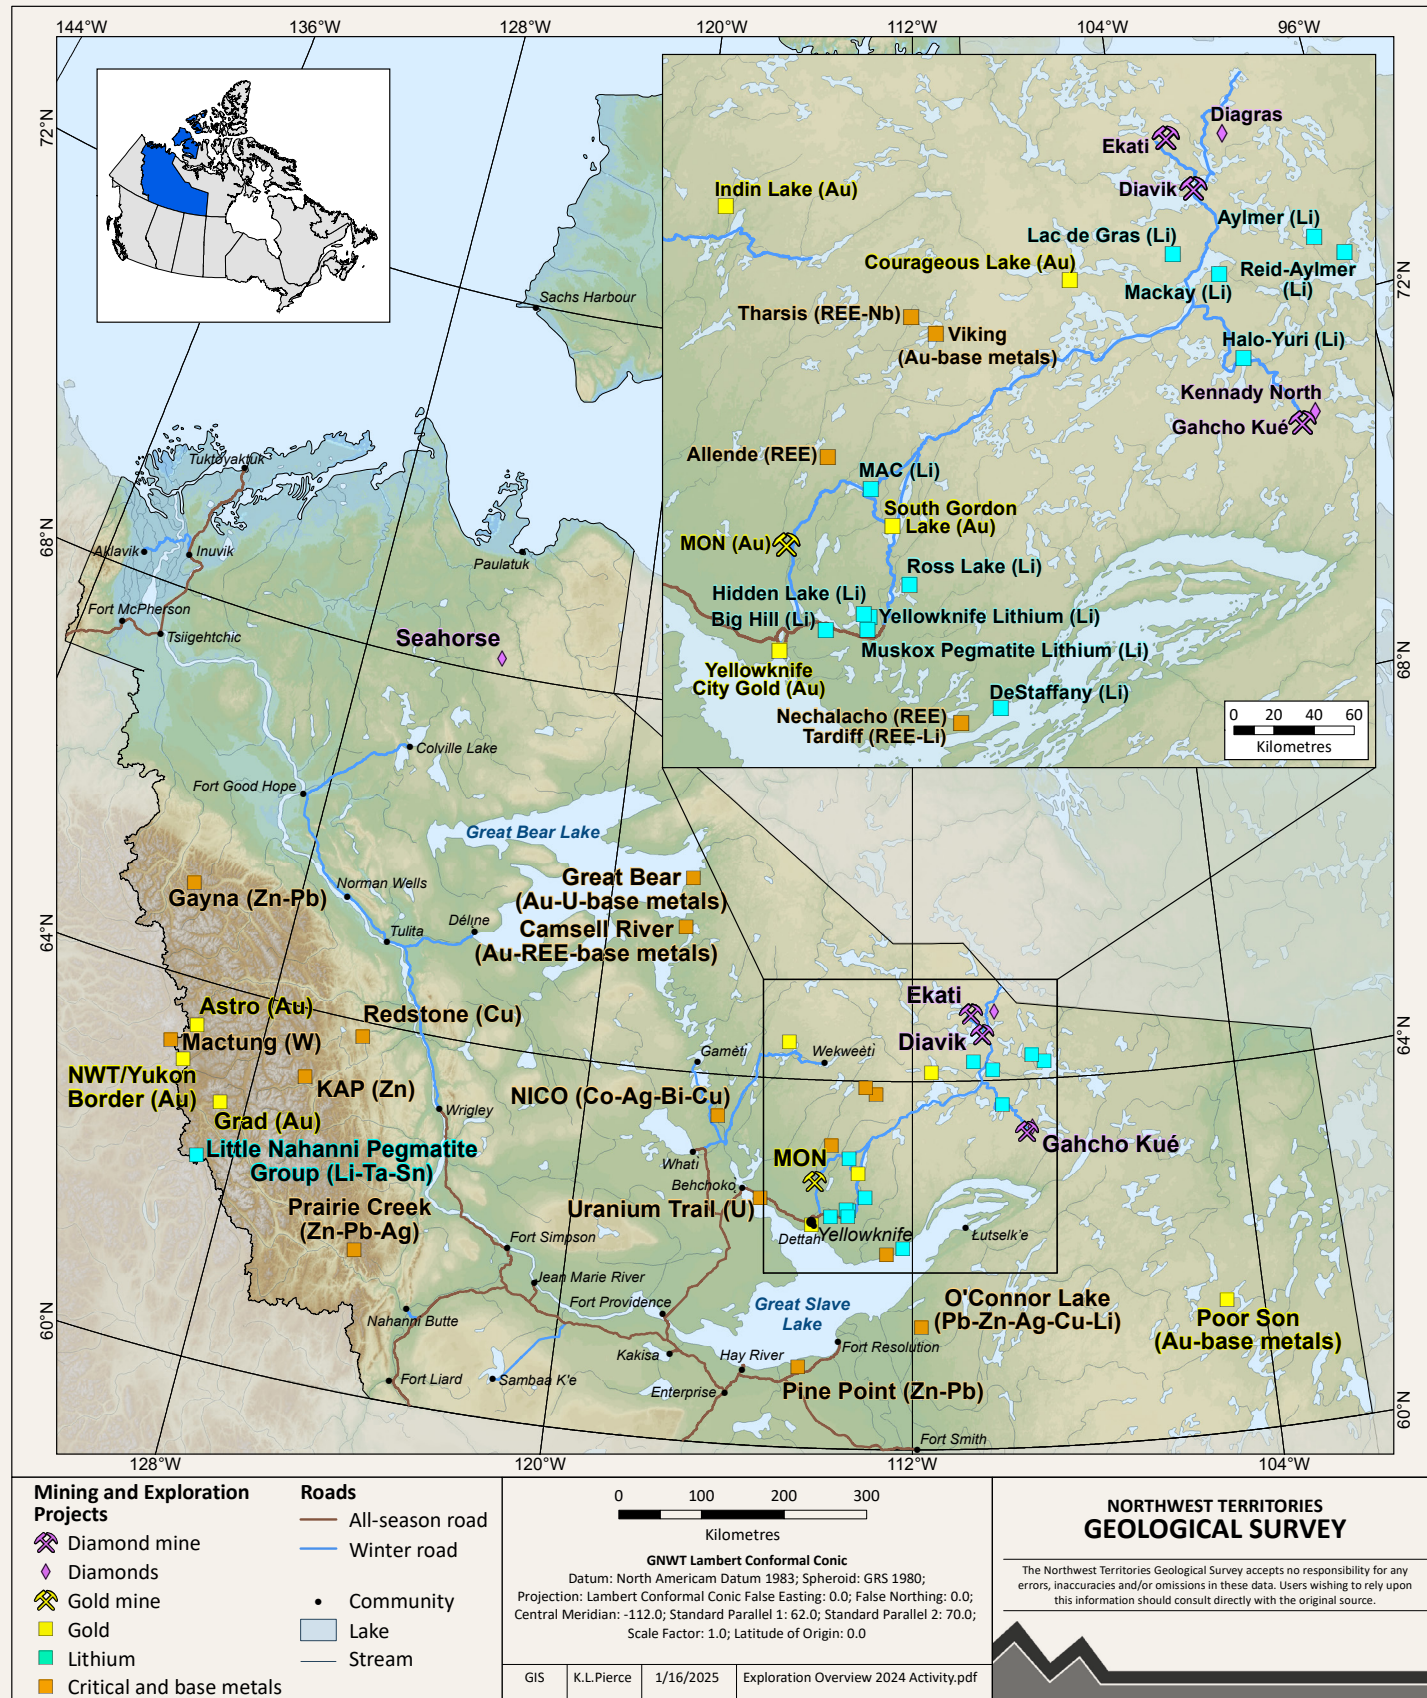 144°W
136°W
128°W
120°W
112°W
104°W
96°W
72°N
68°N
64°N
60°N
72°N
68°N
64°N
60°N
128°W
120°W
112°W
104°W
Diagras
Ekati
Diavik
Indin Lake (Au)
Aylmer (Li)
Lac de Gras (Li)
Courageous Lake (Au)
Reid-Aylmer
(Li)
Mackay (Li)
Tharsis (REE-Nb)
Viking
(Au-base metals)
Halo-Yuri (Li)
Kennady North
Gahcho Kué
Allende (REE)
MAC (Li)
South Gordon
Lake (Au)
MON (Au)
Ross Lake (Li)
Hidden Lake (Li)
Big Hill (Li)
Yellowknife Lithium (Li)
Muskox Pegmatite Lithium (Li)
Yellowknife
City Gold (Au)
DeStaffany (Li)
Nechalacho (REE)
Tardiff (REE-Li)
0 20 40 60
Kilometres
Sachs Harbour
Tuktoyaktuk
Aklavik
Inuvik
Paulatuk
Fort McPherson
Tsiigehtchic
Seahorse
Colville Lake
Fort Good Hope
Great Bear Lake
Norman Wells
Gayna (Zn-Pb)
Great Bear
(Au-U-base metals)
Délı̨nę
Tulita
Camsell River
(Au-REE-base metals)
Astro (Au)
Redstone (Cu)
Mactung (W)
NWT/Yukon
Border (Au)
KAP (Zn)
Grad (Au)
Wrigley
Little Nahanni Pegmatite
Group (Li-Ta-Sn)
Prairie Creek
(Zn-Pb-Ag)
Ekati
Diavik
Gamètì
Wekweètì
NICO (Co-Ag-Bi-Cu)
Gahcho Kué
MON
Whatì
Behchoko
Uranium Trail (U)
Dettah
Yellowknife
Łutselk'e
Fort Simpson
Jean Marie River
Fort Providence
Great Slave
Lake
O'Connor Lake
(Pb-Zn-Ag-Cu-Li)
Poor Son
(Au-base metals)
Nahanni Butte
Kakisa
Hay River
Fort Resolution
Fort Liard
Sambaa K'e
Enterprise
Pine Point (Zn-Pb)
Fort Smith
Mining and Exploration
Projects
Diamond mine
Diamonds
Gold mine
Gold
Lithium
Critical and base metals
Roads
All-season road
Winter road
Community
Lake
Stream
0 100 200 300
Kilometres
GNWT Lambert Conformal Conic
Datum: North Americam Datum 1983; Spheroid: GRS 1980;
Projection: Lambert Conformal Conic False Easting: 0.0; False Northing: 0.0;
Central Meridian: -112.0; Standard Parallel 1: 62.0; Standard Parallel 2: 70.0;
Scale Factor: 1.0; Latitude of Origin: 0.0
GIS K.L.Pierce 1/16/2025 Exploration Overview 2024 Activity.pdf
NORTHWEST TERRITORIES
GEOLOGICAL SURVEY
The Northwest Territories Geological Survey accepts no responsibility for any
errors, inaccuracies and/or omissions in these data. Users wishing to rely upon
this information should consult directly with the original source.